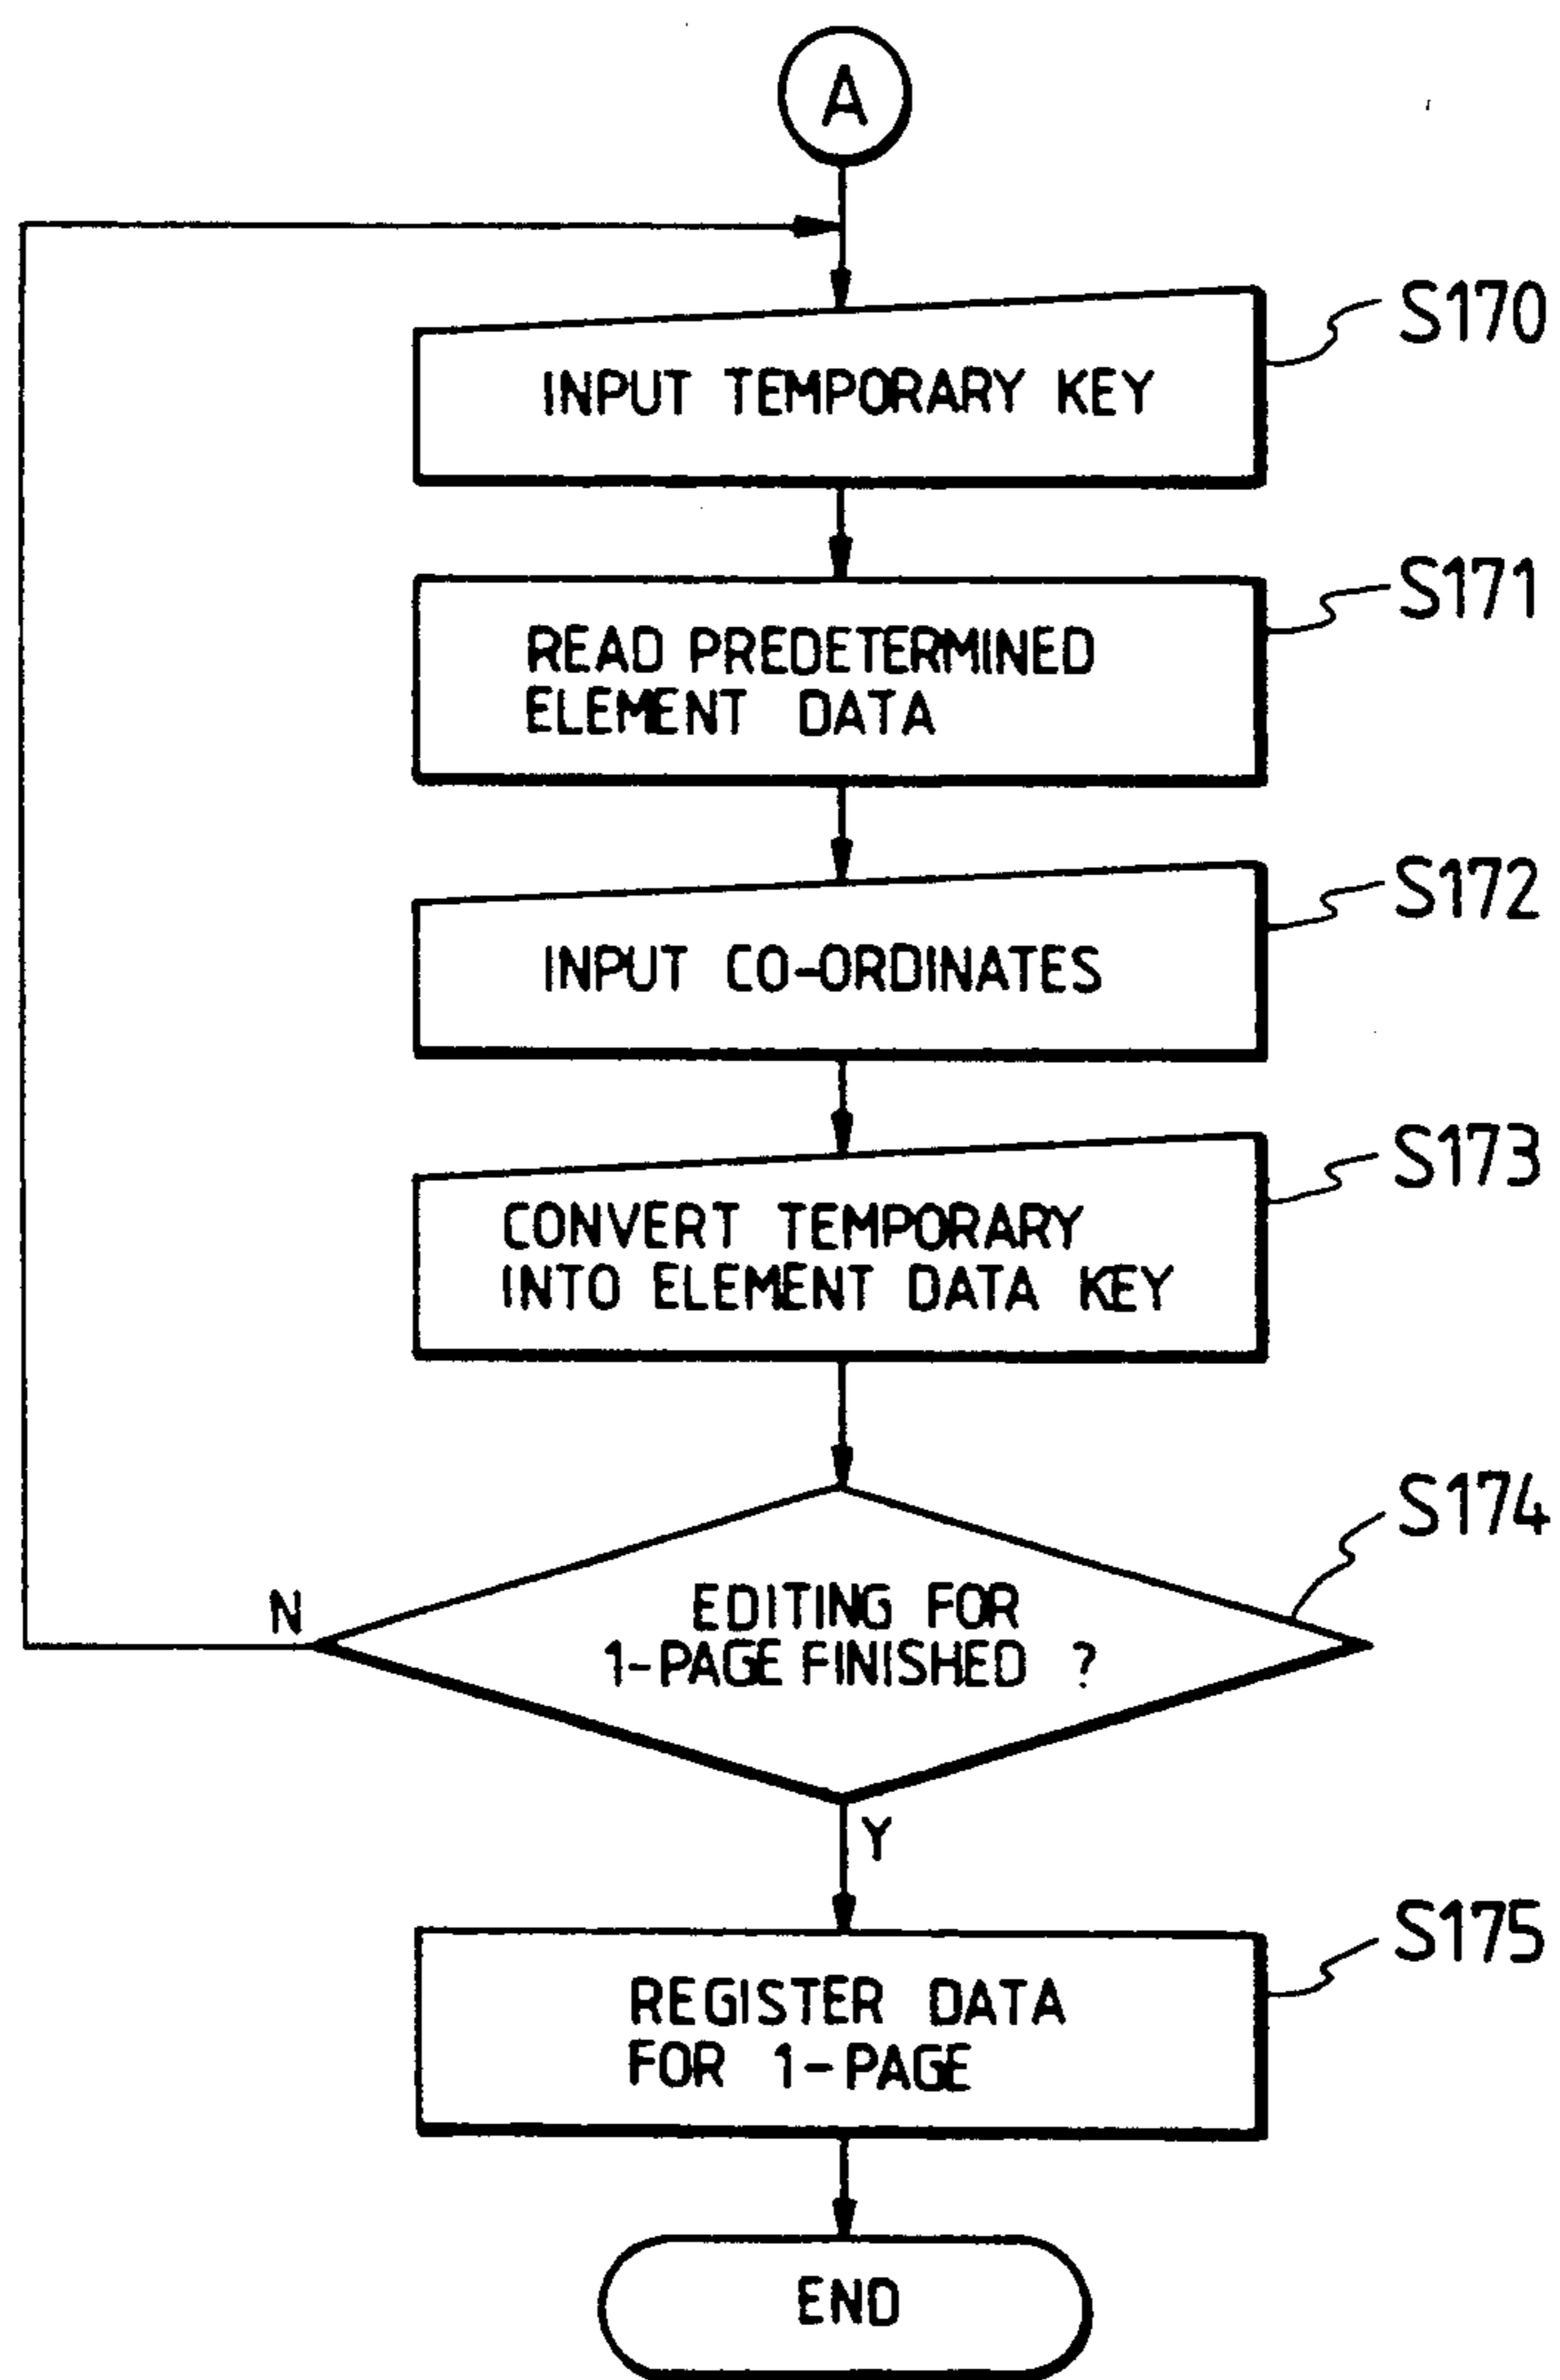 A
S170
INPUT TEMPORARY KEY
S171
READ PREDETERMINED
ELEMENT DATA
S172
INPUT CO-ORDINATES
S173
CONVERT TEMPORARY
INTO ELEMENT DATA KEY
S174
N
EDITING FOR
1-PAGE FINISHED ?
Y
S175
REGISTER DATA
FOR 1-PAGE
END